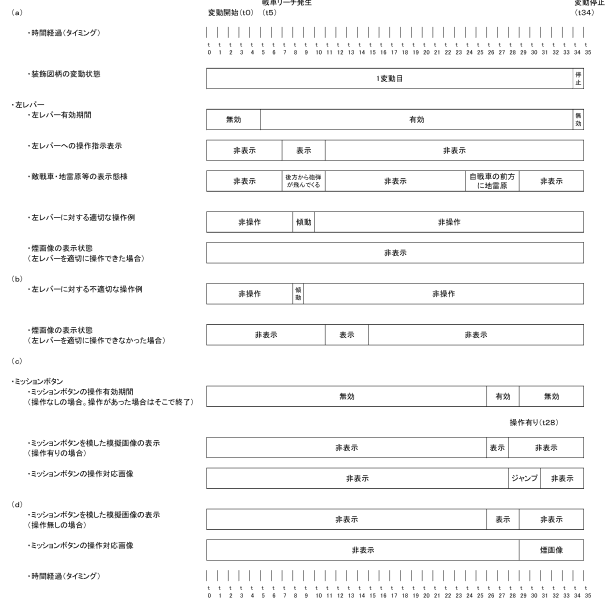 戦車リーチ発生
変動停止
(a)
変動開始(t0)
(t5)
(t34)
・時間経過(タイミング)
t t t t t t t t t t t t t t t t t t t t t t t t t t t t t t t t t t t t
0 1 2 3 4 5 6 7 8 9 10 11 12 13 14 15 16 17 18 19 20 21 22 23 24 25 26 27 28 29 30 31 32 33 34 35
・装飾図柄の変動状態
1変動目
停止
・左レバー
・左レバー有効期間
無効
有効
無効
・左レバーへの操作指示表示
非表示
表示
非表示
・敵戦車・地雷原等の表示態様
非表示
後方から砲弾
が飛んでくる
非表示
自戦車の前方
に地雷原
非表示
・左レバーに対する適切な操作例
非操作
傾動
非操作
・煙画像の表示状態
(左レバーを適切に操作できた場合)
非表示
(b)
・左レバーに対する不適切な操作例
非操作
傾動
非操作
・煙画像の表示状態
(左レバーを適切に操作できなかった場合)
非表示
表示
非表示
(c)
・ミッションボタン
・ミッションボタンの操作有効期間
(操作なしの場合。操作があった場合はそこで終了)
無効
有効
無効
操作有り(t28)
・ミッションボタンを模した模擬画像の表示
(操作有りの場合)
非表示
表示
非表示
・ミッションボタンの操作対応画像
非表示
ジャンプ
非表示
(d)
・ミッションボタンを模した模擬画像の表示
(操作無しの場合)
非表示
表示
非表示
・ミッションボタンの操作対応画像
非表示
煙画像
・時間経過(タイミング)
t t t t t t t t t t t t t t t t t t t t t t t t t t t t t t t t t t t t
0 1 2 3 4 5 6 7 8 9 10 11 12 13 14 15 16 17 18 19 20 21 22 23 24 25 26 27 28 29 30 31 32 33 34 35